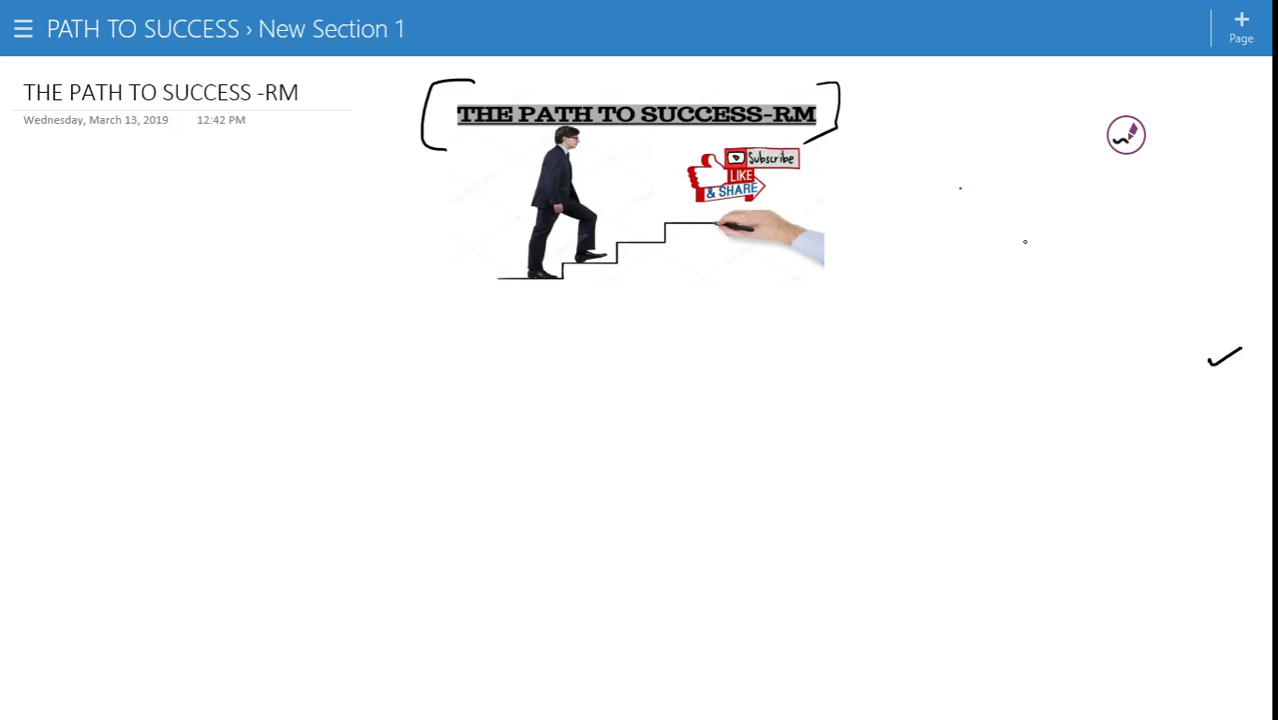 PATH TO SUCCESS › New Section 1
Page
THE PATH TO SUCCESS -RM
Wednesday, March 13, 2019 12:42 PM
THE PATH TO SUCCESS-RM
Subscribe
LIKE
& SHARE